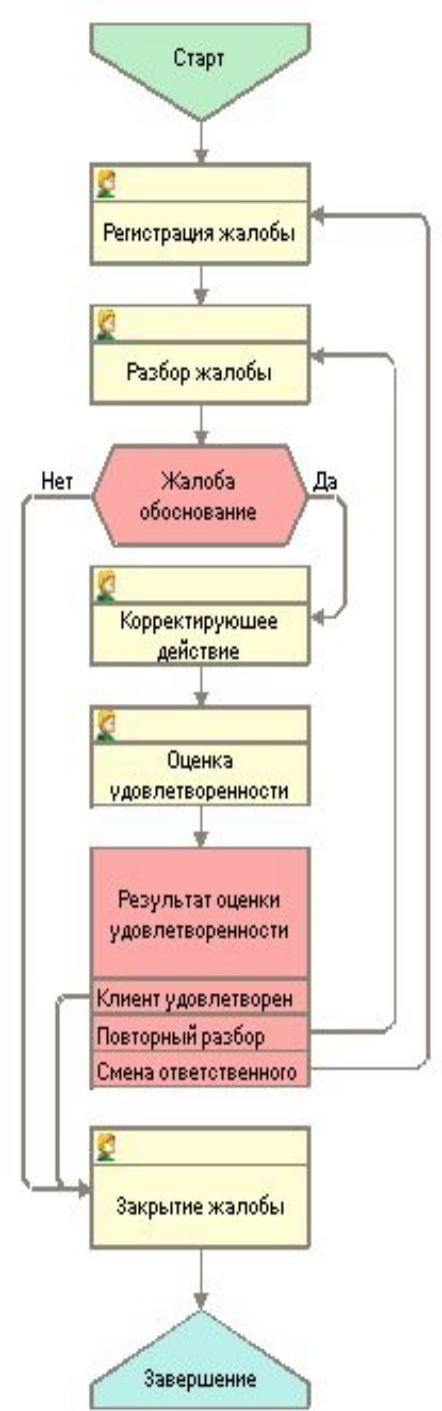 Старт
Регистрация жалобы
Разбор жалобы
Нет
Жалоба
обоснование
Да
Корректируюшее
действие
Оценка
удовлетворенности
Результат оценки
удовлетворенности
Клиент удовлетворен
Повторный разбор
Смена ответственного
Закрытие жалобы
Завершение